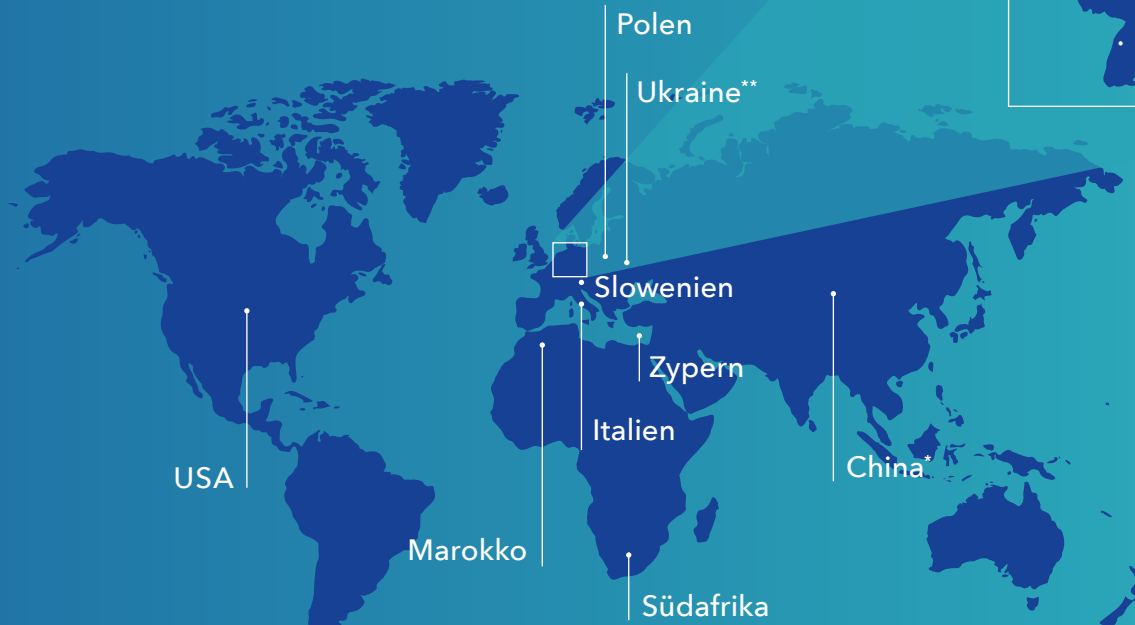 Polen
Ukraine**
Slowenien
Zypern
Italien
China*
USA
Marokko
Südafrika